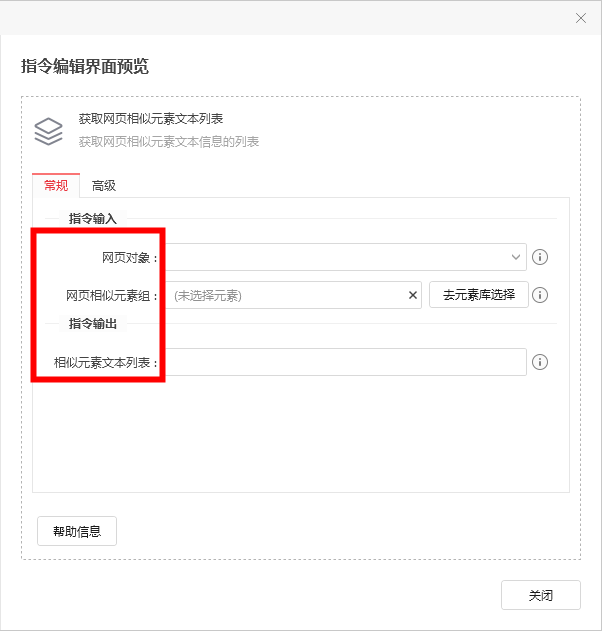 指令编辑界面预览
获取网页相似元素文本列表
获取网页相似元素文本信息的列表
常规 高级
指令输入
网页对象：
网页相似元素组： (未选择元素) 去元素库选择
指令输出
相似元素文本列表：
帮助信息
关闭